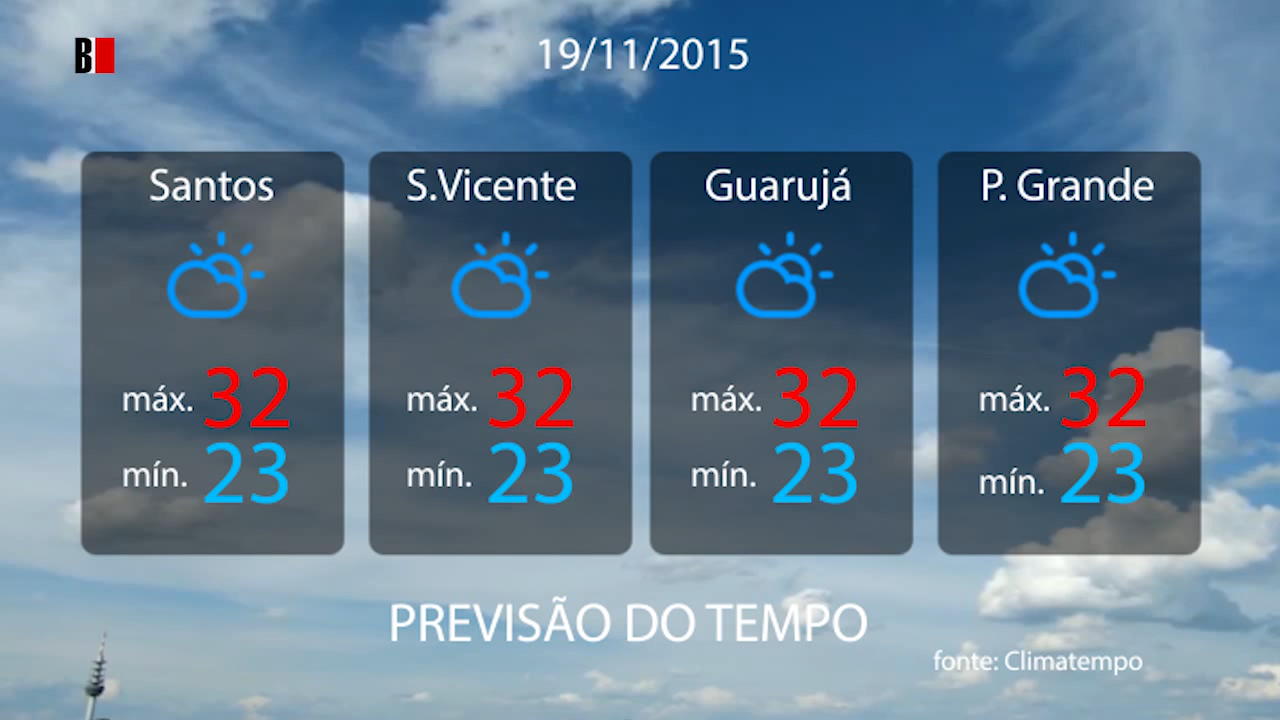 B
19/11/2015
Santos
máx. 32
mín. 23
S.Vicente
máx. 32
mín. 23
Guarujá
máx. 32
mín. 23
P. Grande
máx. 32
mín. 23
PREVISÃO DO TEMPO
fonte: Climatempo